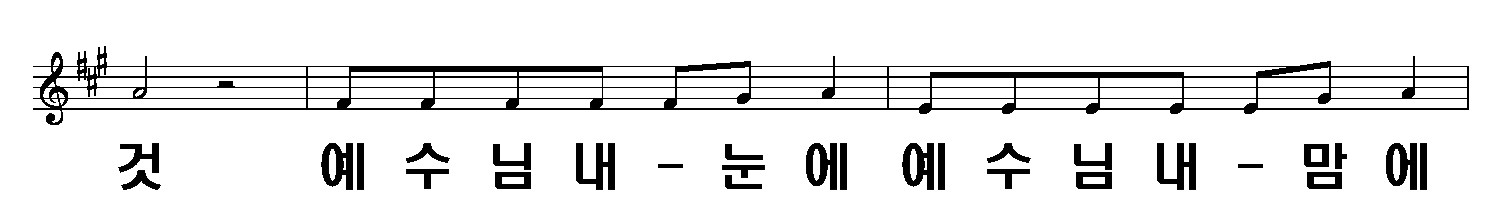 것 예 수 님 내 - 눈 에 예 수 님 내 - 맘 에